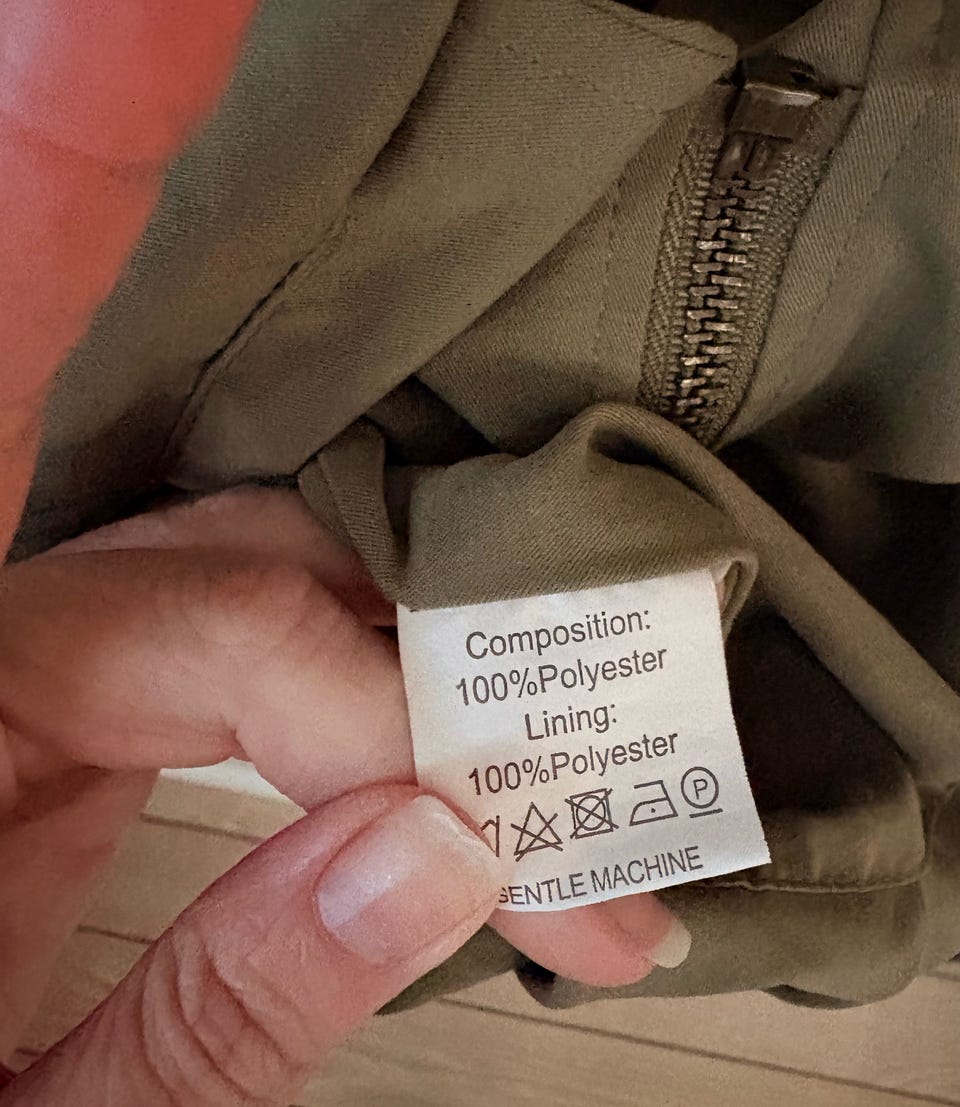 Composition:
100%Polyester
Lining:
100%Polyester
P
GENTLE MACHINE